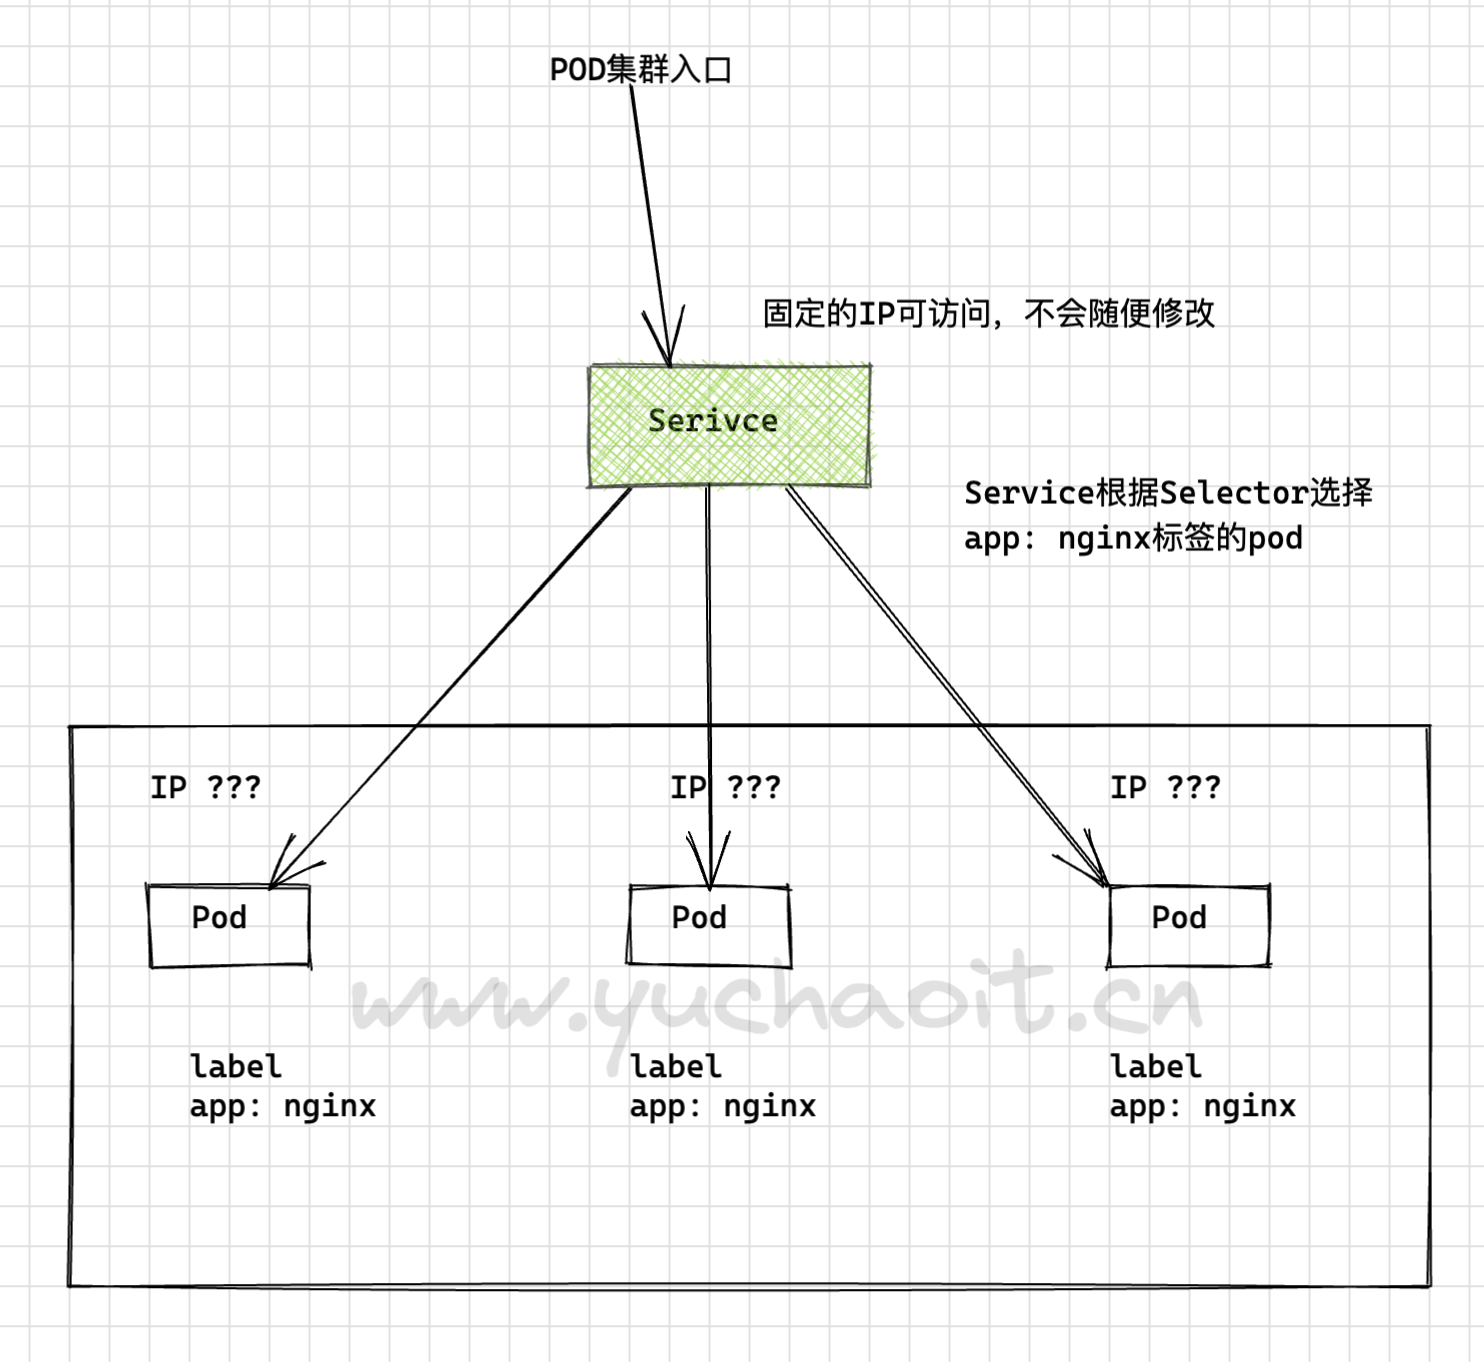 POD集群入口
固定的IP可访问，不会随便修改
Serivce
Service根据Selector选择
app: nginx标签的pod
IP ???
IP ???
IP ???
Pod
Pod
Pod
www.yuchaoit.cn
label
app: nginx
label
app: nginx
label
app: nginx